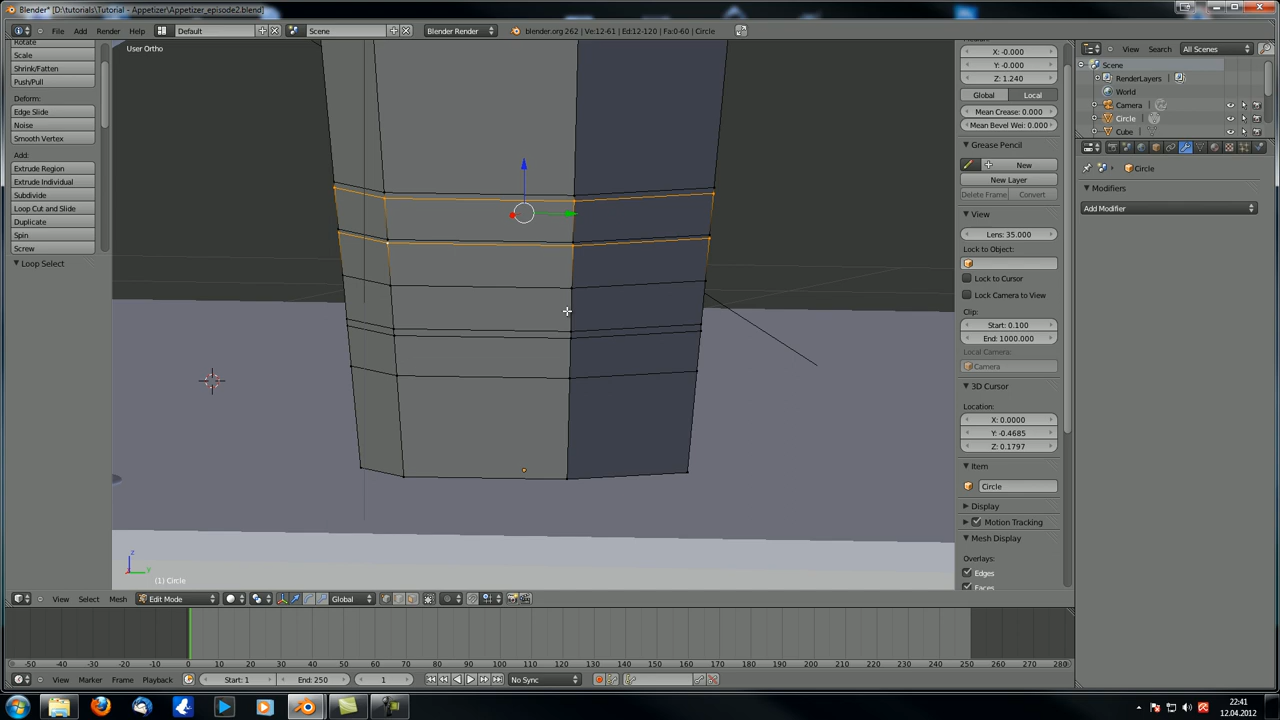 Blender* [D:\tutorials\Tutorial - Appetizer\Appetizer_episode2.blend]
File Add Render Help Default Scene Blender Render blender.org 262 | Ve:12-61 | Ed:12-120 | Fa:0-60 | Circle
View Search All Scenes
Rotate
Scale
Shrink/Fatten
Push/Pull
Deform:
Edge Slide
Noise
Smooth Vertex
Add:
Extrude Region
Extrude Individual
Subdivide
Loop Cut and Slide
Duplicate
Spin
Screw
Loop Select
User Ortho
z
y
(1) Circle
X: -0.000
Y: -0.000
Z: 1.240
Global Local
Mean Crease: 0.000
Mean Bevel Wei: 0.000
Grease Pencil
New
New Layer
Delete Frame Convert
View
Lens: 35.000
Lock to Object:
Lock to Cursor
Lock Camera to View
Clip:
Start: 0.100
End: 1000.000
Local Camera:
Camera
3D Cursor
Location:
X: 0.0000
Y: -0.4685
Z: 0.1797
Item
Circle
Display
Motion Tracking
Mesh Display
Overlays:
Edges
Faces
Scene
RenderLayers
World
Camera
Circle
Cube
Circle
Modifiers
Add Modifier
View Select Mesh Edit Mode Global
-50 -40 -30 -20 -10 0 10 20 30 40 50 60 70 80 90 100 110 120 130 140 150 160 170 180 190 200 210 220 230 240 250 260 270 280
View Marker Frame Playback Start: 1 End: 250 1 No Sync
22:41
12.04.2012